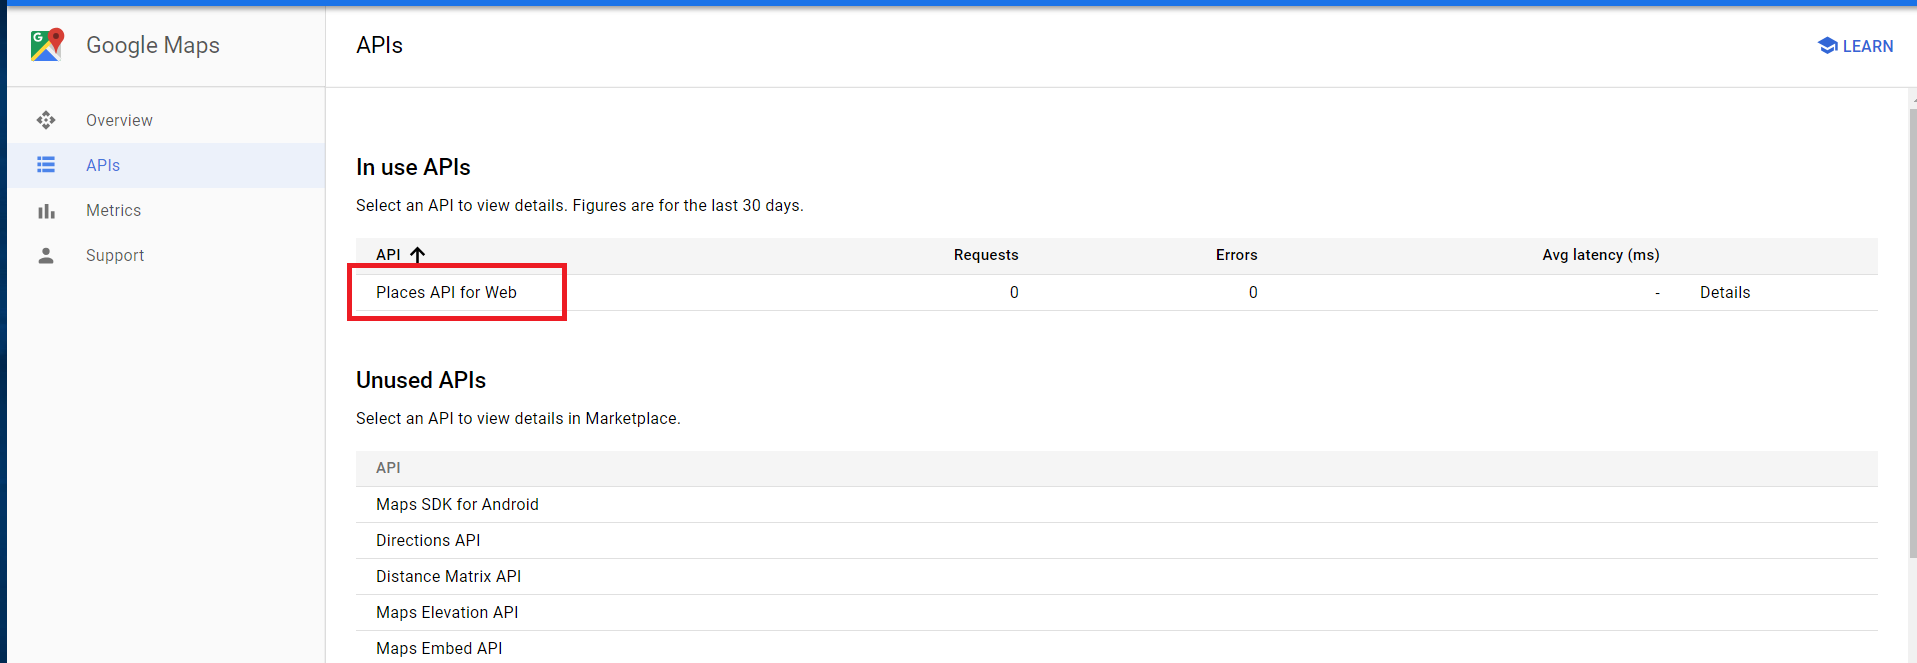 Google Maps
APIs
LEARN
Overview
APIs
Metrics
Support
In use APIs
Select an API to view details. Figures are for the last 30 days.
API Requests Errors Avg latency (ms)
Places API for Web 0 0 - Details
Unused APIs
Select an API to view details in Marketplace.
API
Maps SDK for Android
Directions API
Distance Matrix API
Maps Elevation API
Maps Embed API